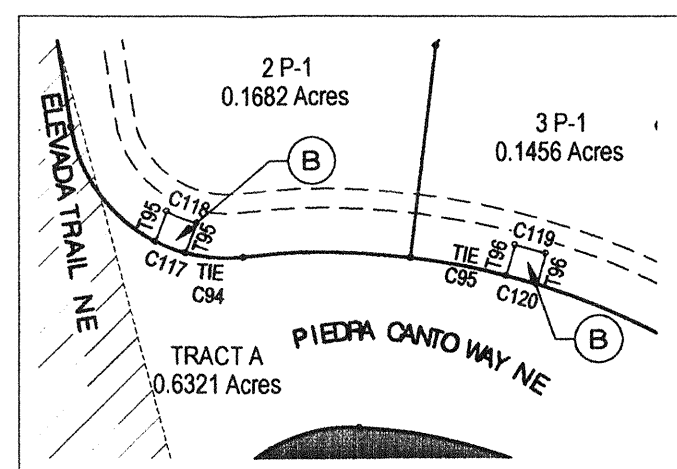 2 P-1
0.1682 Acres
3 P-1
0.1456 Acres
B
ELEVADA TRAIL NE
C118
T95
T95
C117
TIE
C94
C119
T96
T96
TIE
C95
C120
B
PIEDRA CANTO WAY NE
TRACT A
0.6321 Acres